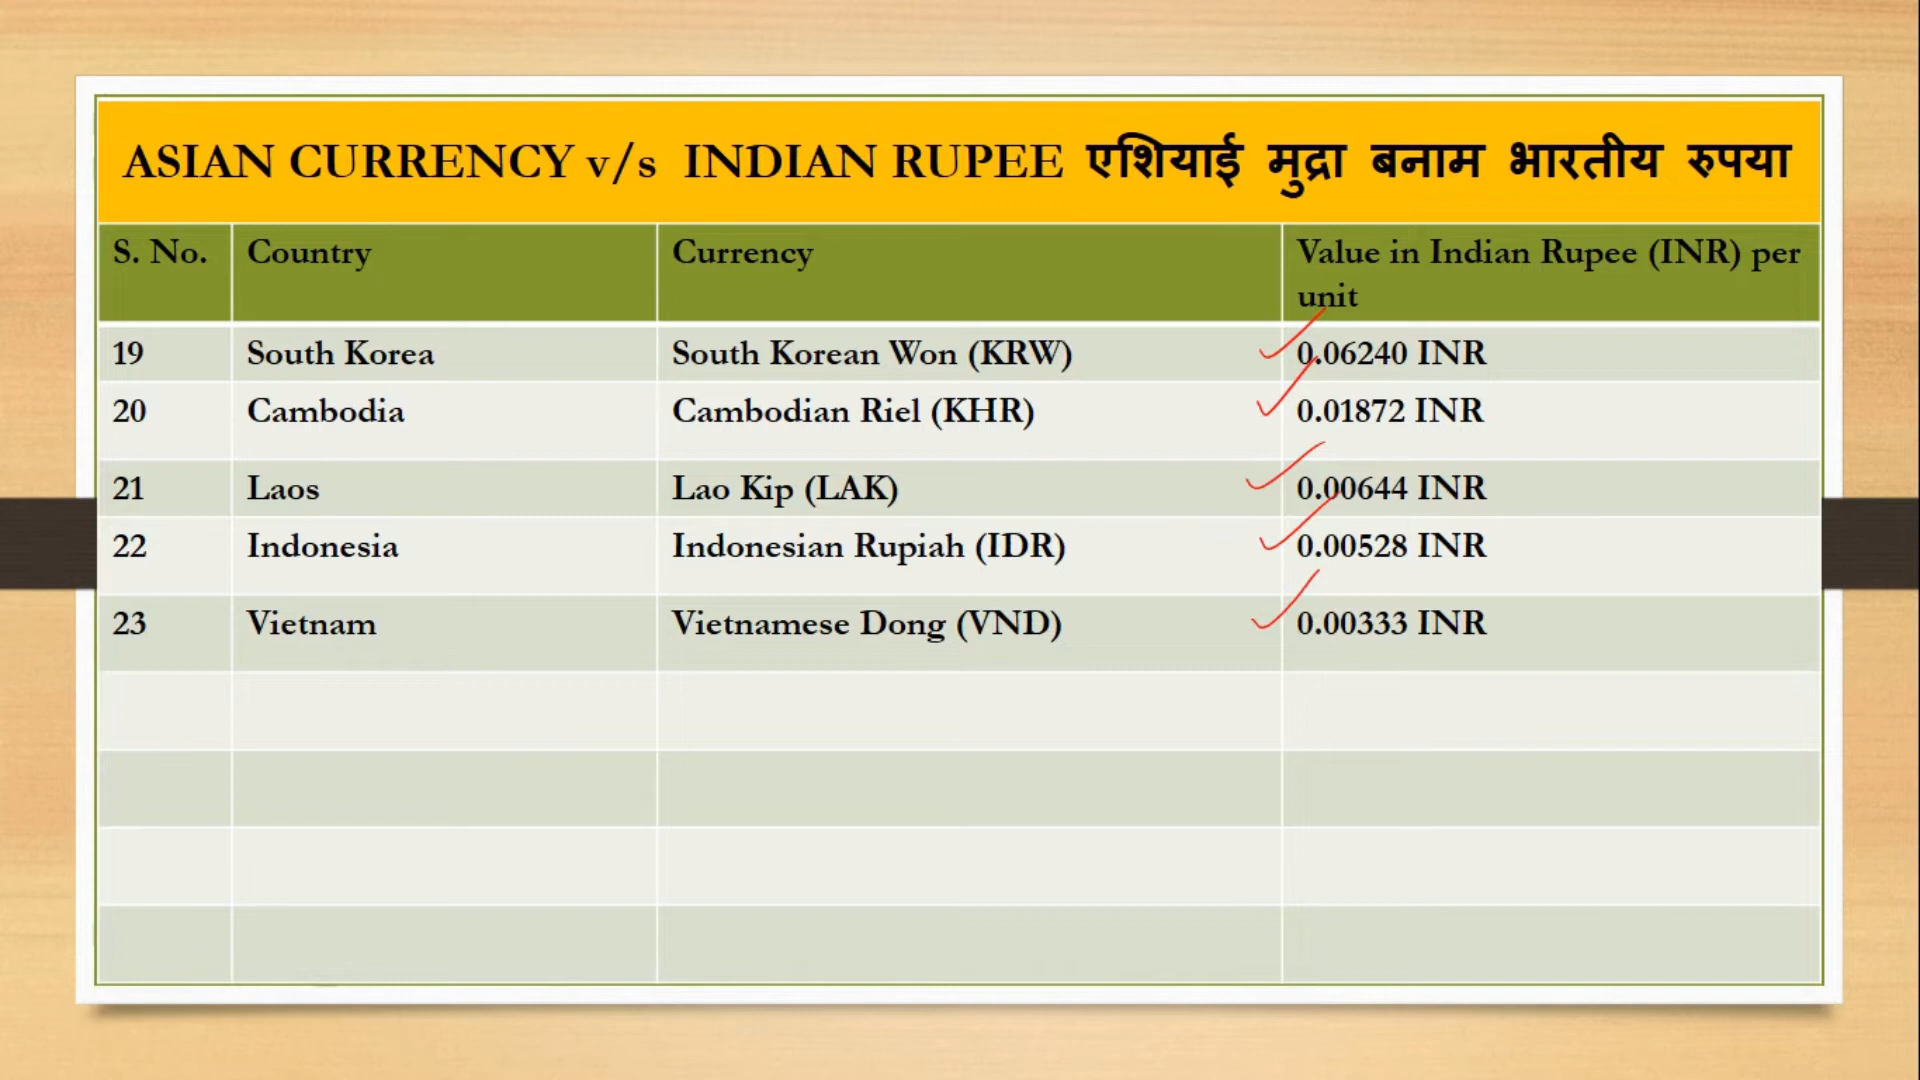 ASIAN CURRENCY v/s INDIAN RUPEE एशियाई मुद्रा बनाम भारतीय रुपया
S. No. Country Currency Value in Indian Rupee (INR) per
unit
19 South Korea South Korean Won (KRW) 0.06240 INR
20 Cambodia Cambodian Riel (KHR) 0.01872 INR
21 Laos Lao Kip (LAK) 0.00644 INR
22 Indonesia Indonesian Rupiah (IDR) 0.00528 INR
23 Vietnam Vietnamese Dong (VND) 0.00333 INR